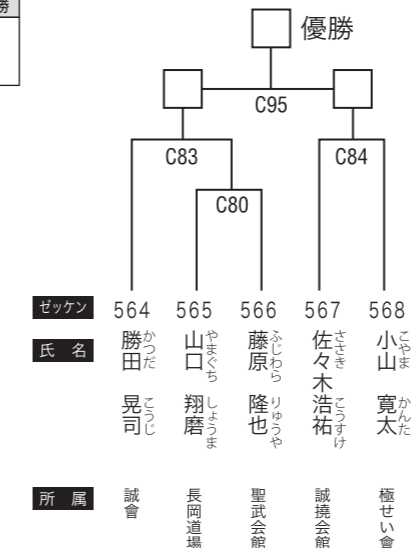 勝
優勝
C95
C83
C84
C80
ゼッケン 564 565 566 567 568
氏 名
勝田 晃司
かつだ こうじ
山口 翔磨
やまぐち しょうま
藤原 隆也
ふじわら りゅうや
佐々木浩祐
ささき こうすけ
小山 寛太
こやま かんた
所 属
誠會
長岡道場
聖武会館
誠撓会館
極せい會